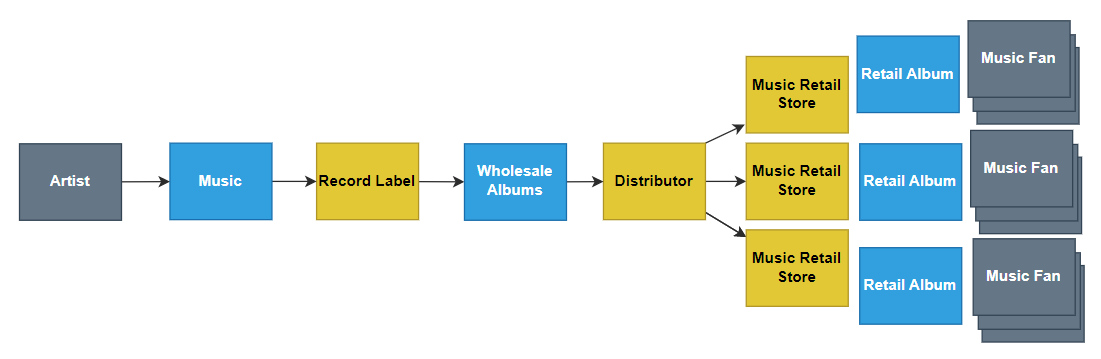 Artist
Music
Record Label
Wholesale
Albums
Distributor
Music Retail
Store
Retail Album
Music Fan
Music Retail
Store
Retail Album
Music Fan
Music Retail
Store
Retail Album
Music Fan